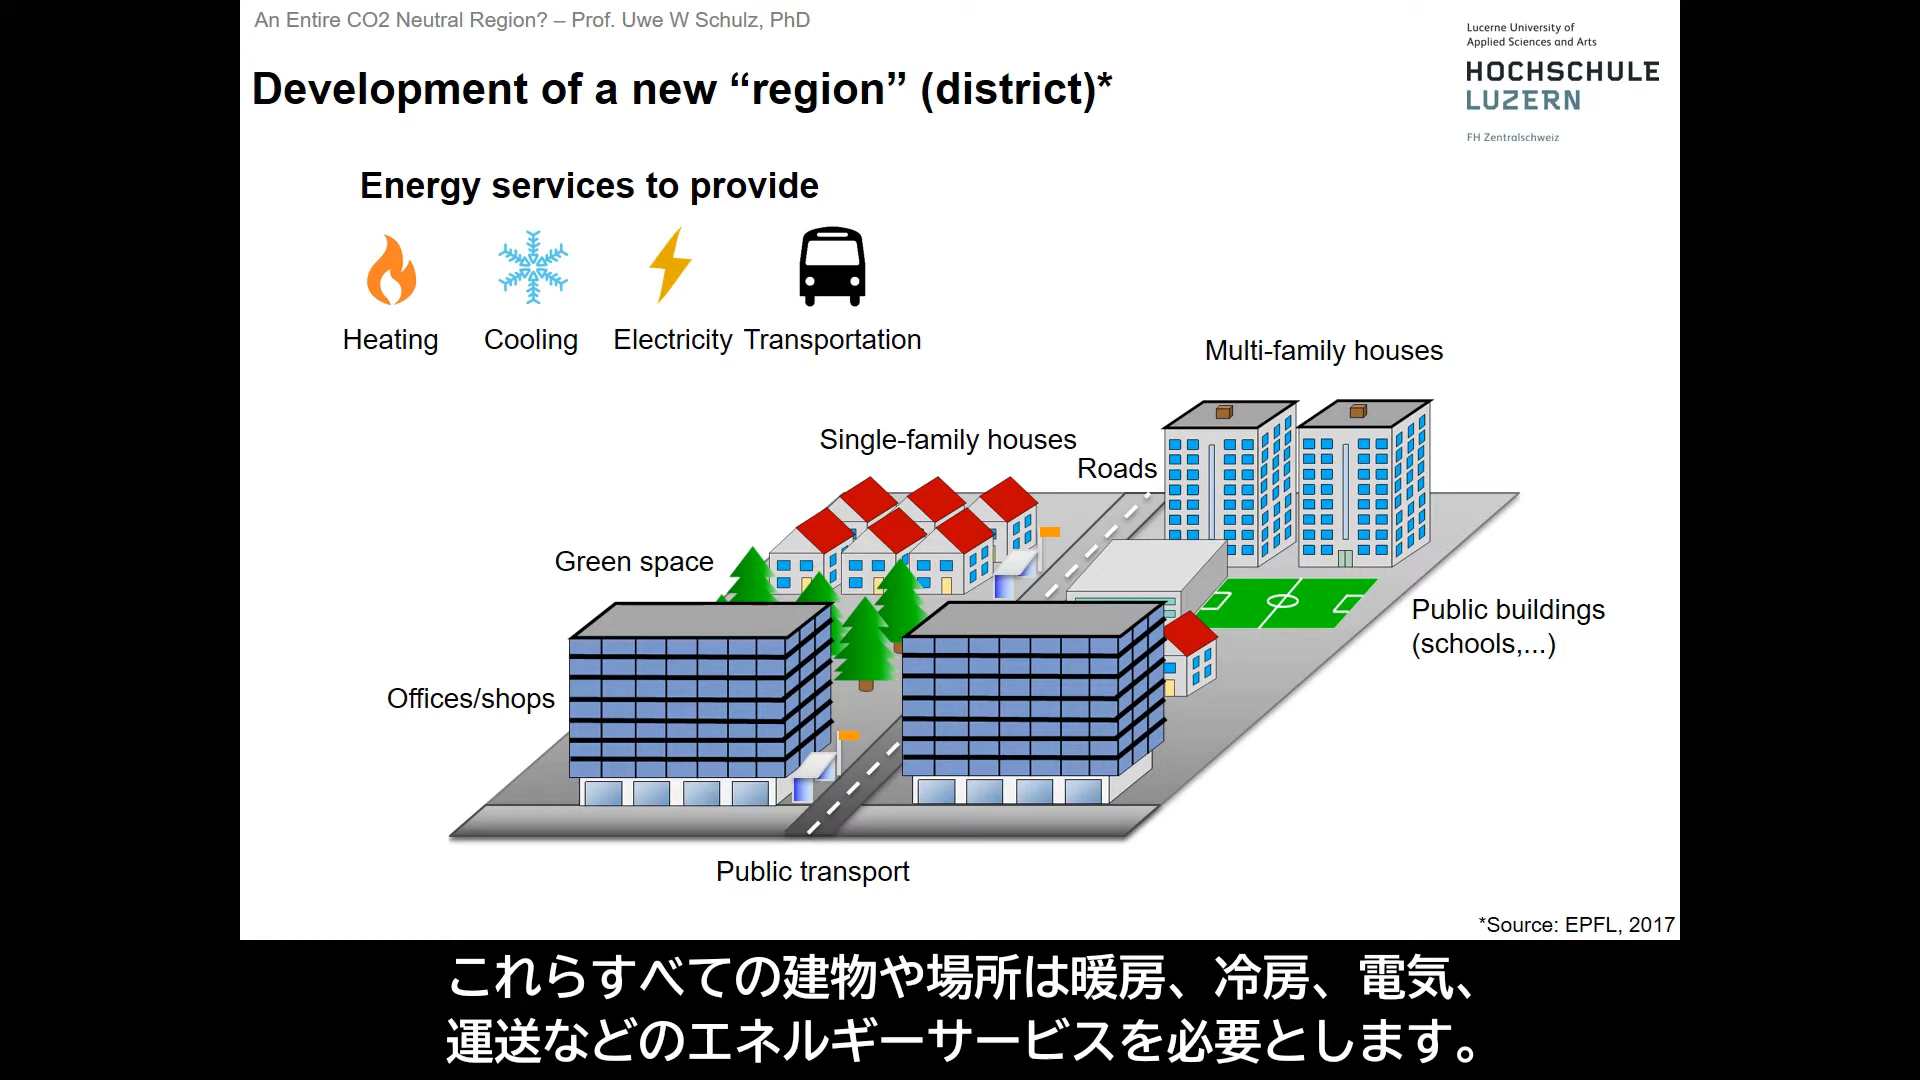 An Entire CO2 Neutral Region? – Prof. Uwe W Schulz, PhD
Lucerne University of
Applied Sciences and Arts
HOCHSCHULE
LUZERN
FH Zentralschweiz
Development of a new “region” (district)*
Energy services to provide
Heating
Cooling
Electricity
Transportation
Multi-family houses
Single-family houses
Roads
Green space
Public buildings
(schools,...)
Offices/shops
Public transport
*Source: EPFL, 2017
これらすべての建物や場所は暖房、冷房、電気、
運送などのエネルギーサービスを必要とします。